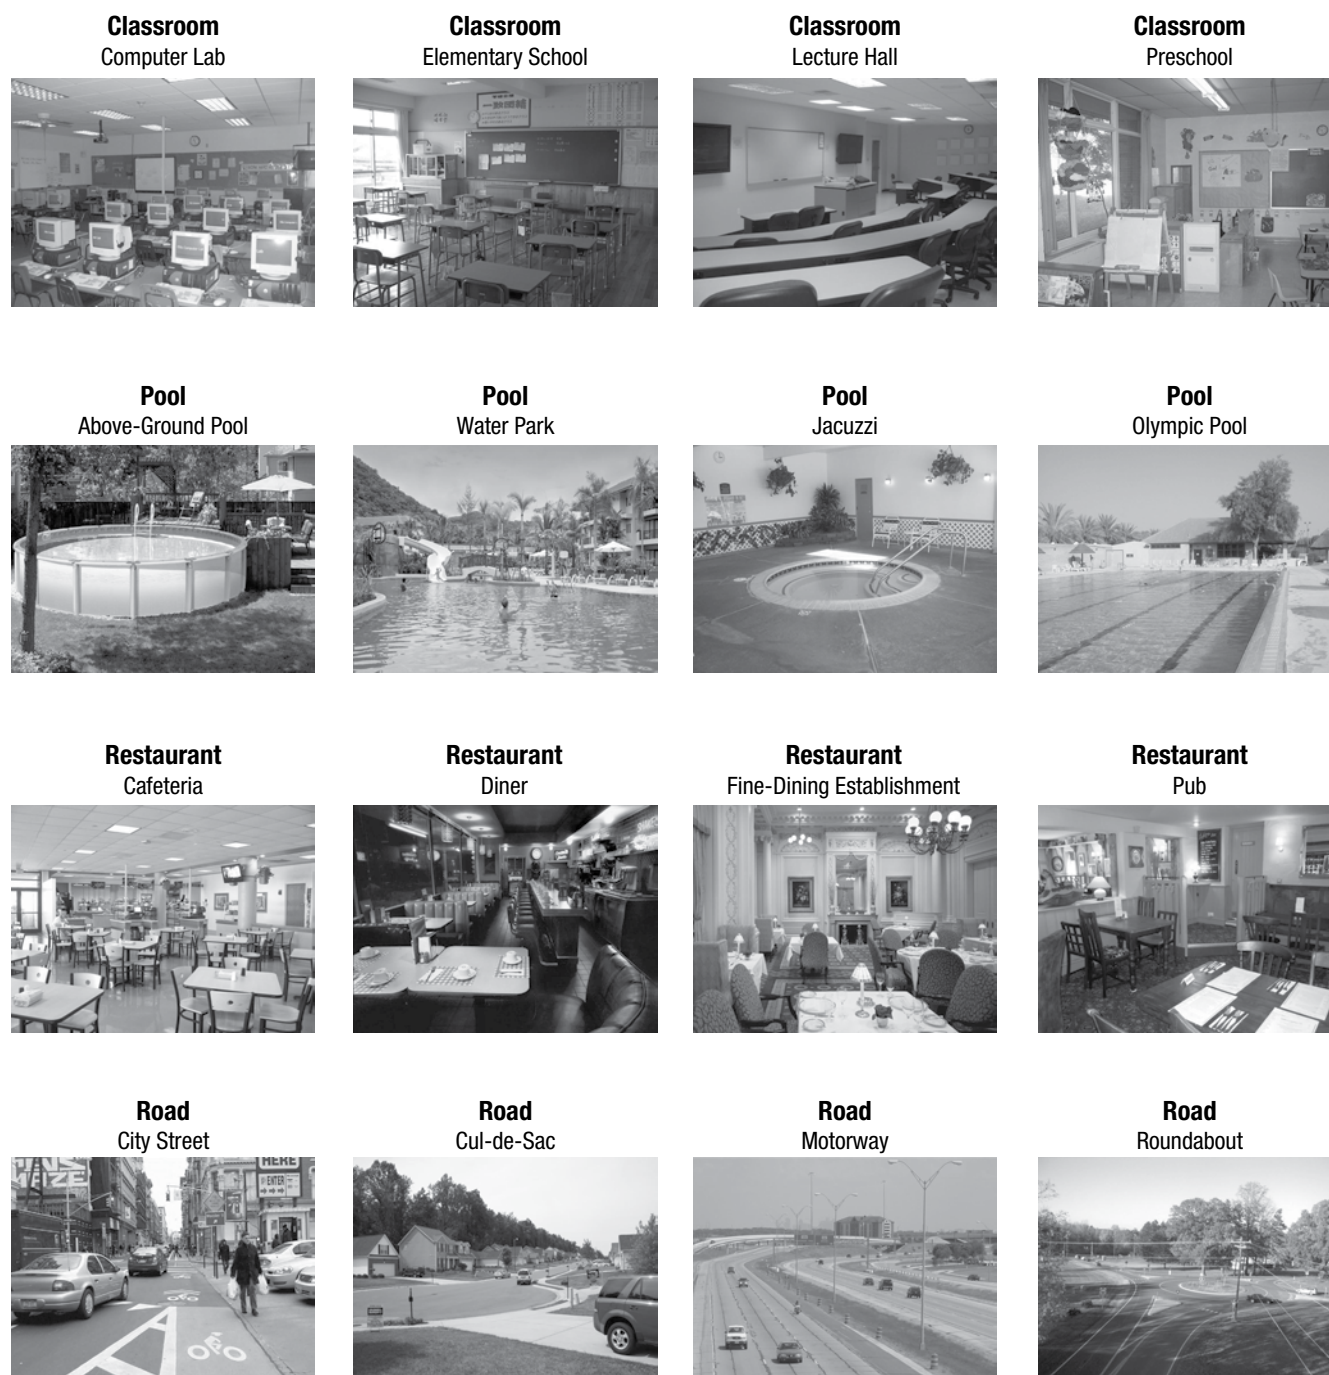 Classroom
Computer Lab
Classroom
Elementary School
Classroom
Lecture Hall
Classroom
Preschool
Pool
Above-Ground Pool
Pool
Water Park
Pool
Jacuzzi
Pool
Olympic Pool
Restaurant
Cafeteria
Restaurant
Diner
Restaurant
Fine-Dining Establishment
Restaurant
Pub
Road
City Street
Road
Cul-de-Sac
Road
Motorway
Road
Roundabout
HERE
ENTER